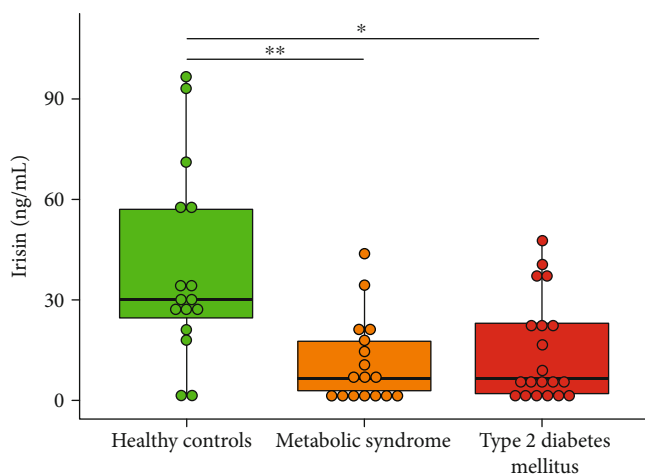 *
**
90
60
30
0
Irisin (ng/mL)
Healthy controls
Metabolic syndrome
Type 2 diabetes
mellitus